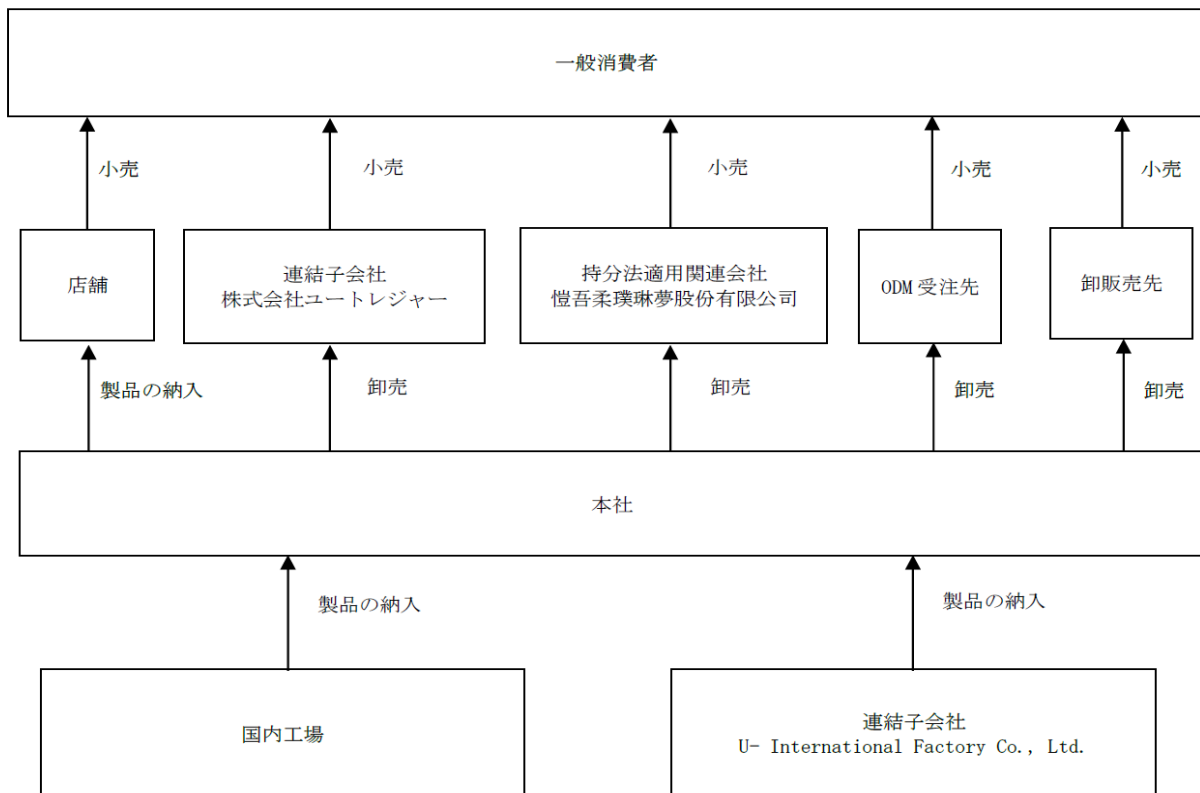 一般消費者
小売
小売
小売
小売
小売
店舗
連結子会社
株式会社ユートレジャー
持分法適用関連会社
愷吾柔璞琳夢股份有限公司
ODM 受注先
卸販売先
製品の納入
卸売
卸売
卸売
卸売
本社
製品の納入
製品の納入
国内工場
連結子会社
U- International Factory Co., Ltd.